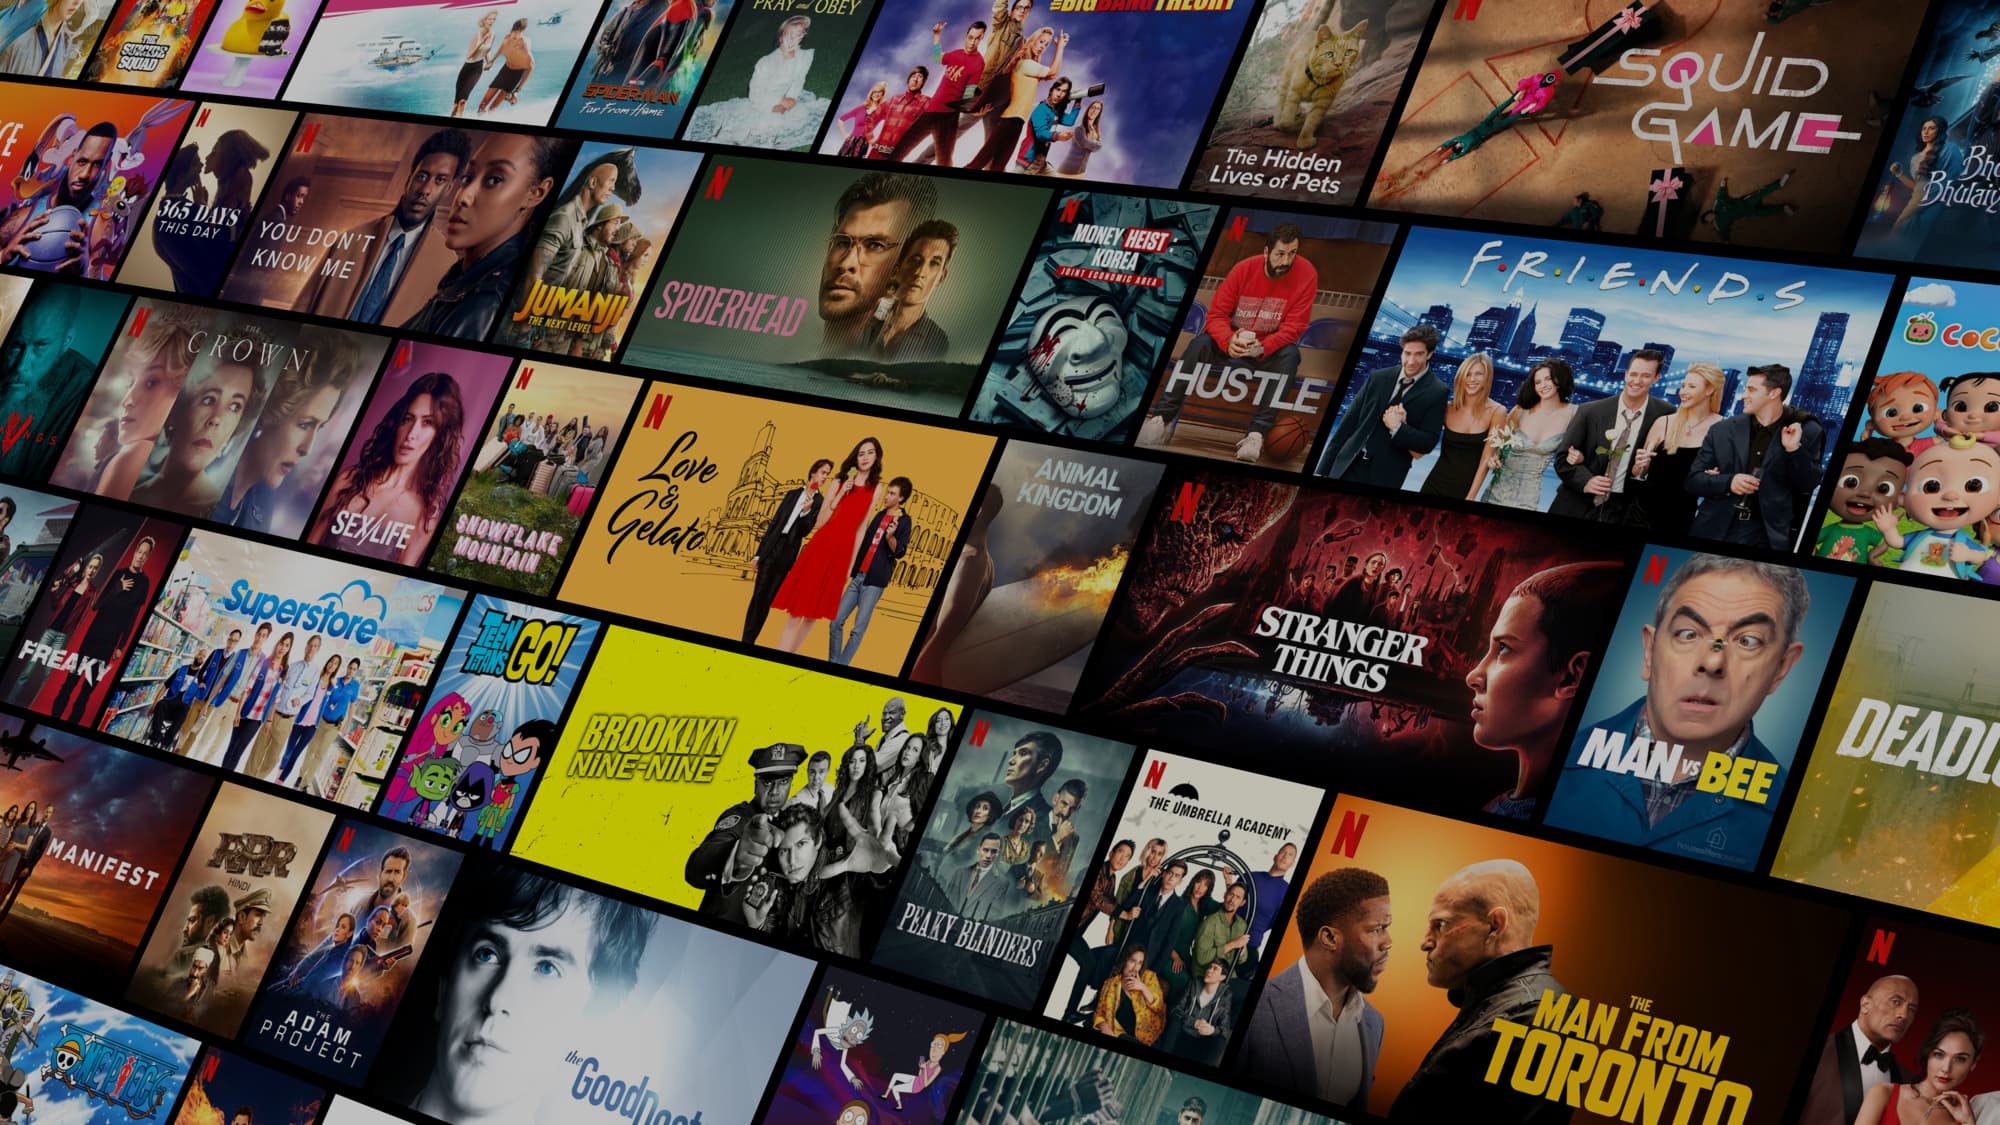 THE
SUICIDE
SQUAD
SPIDER-MAN
Far From Home
PRAY and OBEY
BIG BANG THEORY
The Hidden
Lives of Pets
N
SQUID
GAME
N
365 DAYS
THIS DAY
N
YOU DON'T
KNOW ME
JUMANJI
THE NEXT LEVEL
N
SPIDERHEAD
N
MONEY HEIST
KOREA
JOINT ECONOMIC AREA
N
HUSTLE
F·R·I·E·N·D·S
N
THE
CROWN
N
SEX/LIFE
N
SNOWFLAKE
MOUNTAIN
N
Love
&
Gelato
ANIMAL
KINGDOM
N
STRANGER
THINGS
N
MAN vs BEE
FREAKY
Superstore
TEEN
TITANS
GO!
BROOKLYN
NINE-NINE
N
PEAKY BLINDERS
N
THE UMBRELLA ACADEMY
N
THE
MAN FROM
TORONTO
MANIFEST
RRR
HINDI
N
THE
ADAM
PROJECT
the
Good
ONE PIECE
N
N